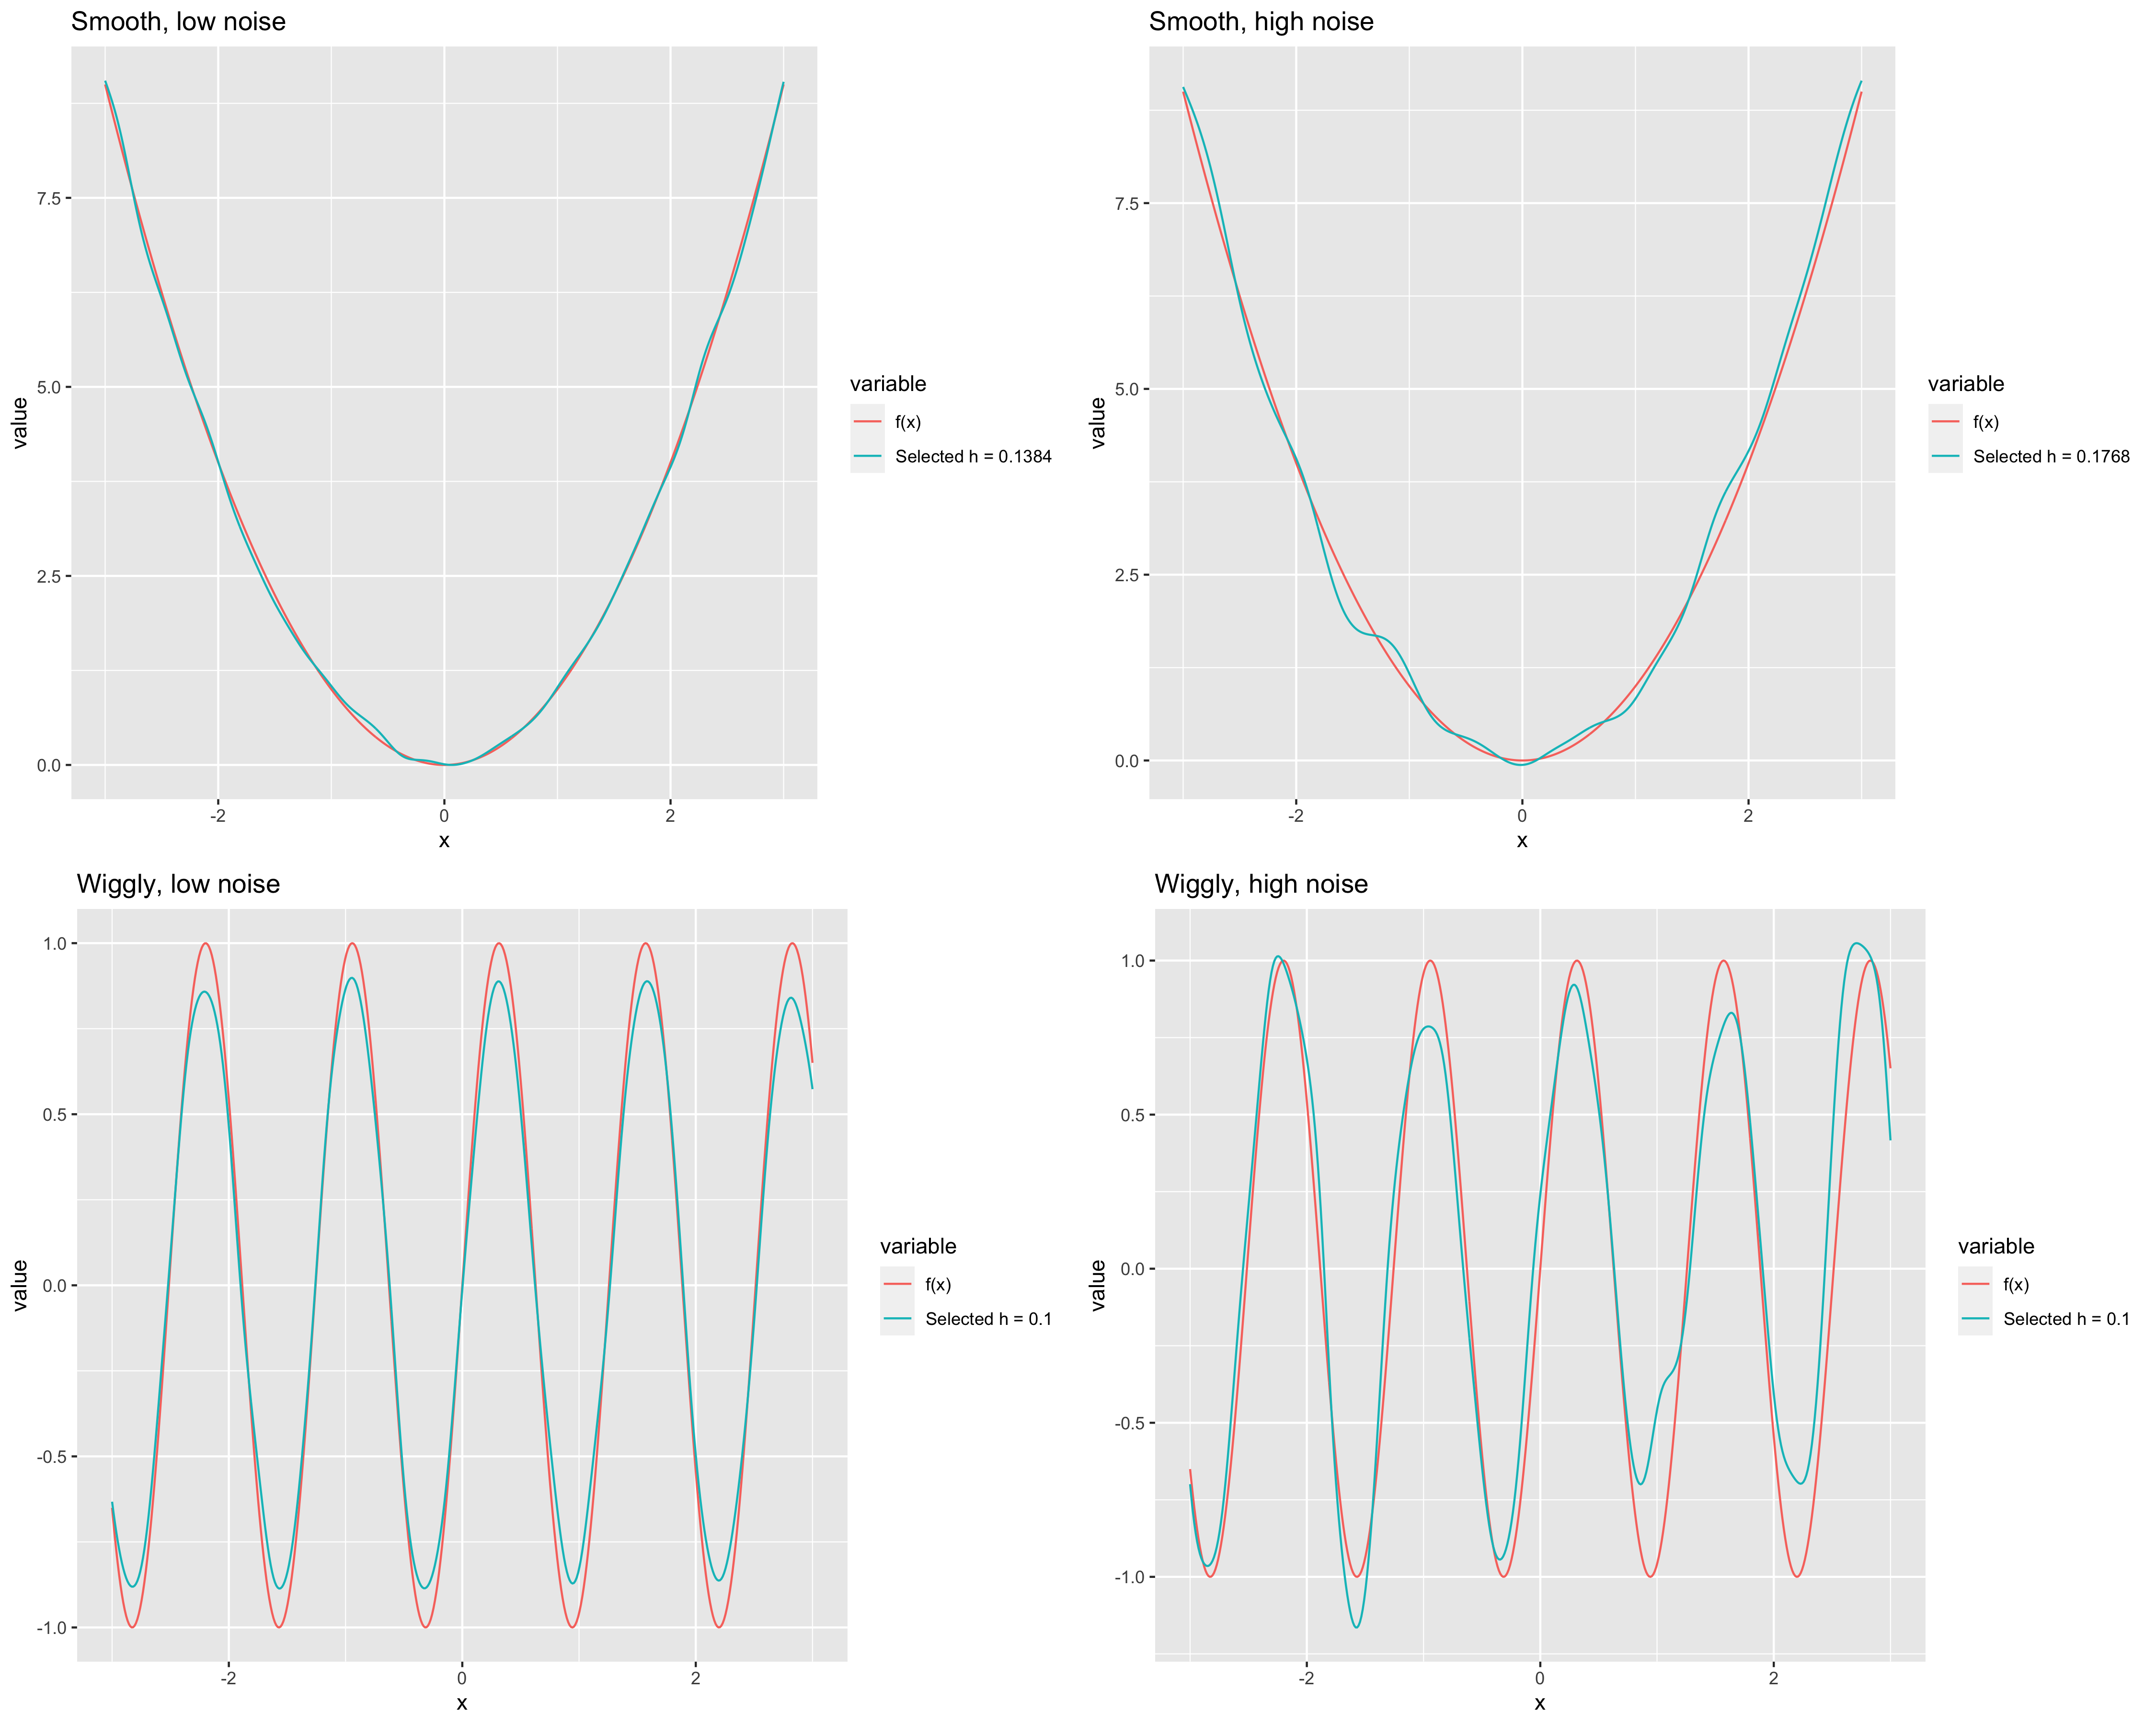 Smooth, low noise
value
7.5
5.0
2.5
0.0
-2 0 2
x
variable
f(x)
Selected h = 0.1384
Smooth, high noise
value
7.5
5.0
2.5
0.0
-2 0 2
x
variable
f(x)
Selected h = 0.1768
Wiggly, low noise
value
1.0
0.5
0.0
-0.5
-1.0
-2 0 2
x
variable
f(x)
Selected h = 0.1
Wiggly, high noise
value
1.0
0.5
0.0
-0.5
-1.0
-2 0 2
x
variable
f(x)
Selected h = 0.1